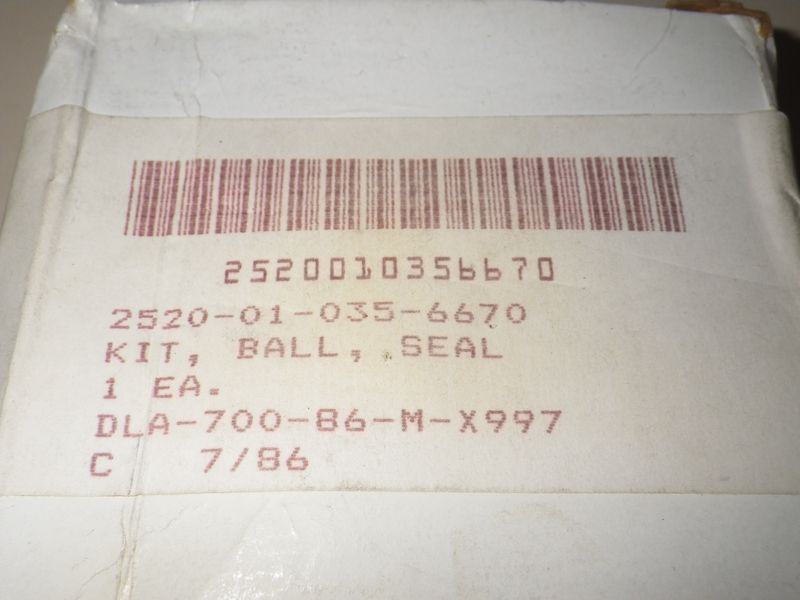 2520010356670
2520-01-035-6670
KIT, BALL, SEAL
1 EA.
DLA-700-86-M-X997
C 7/86